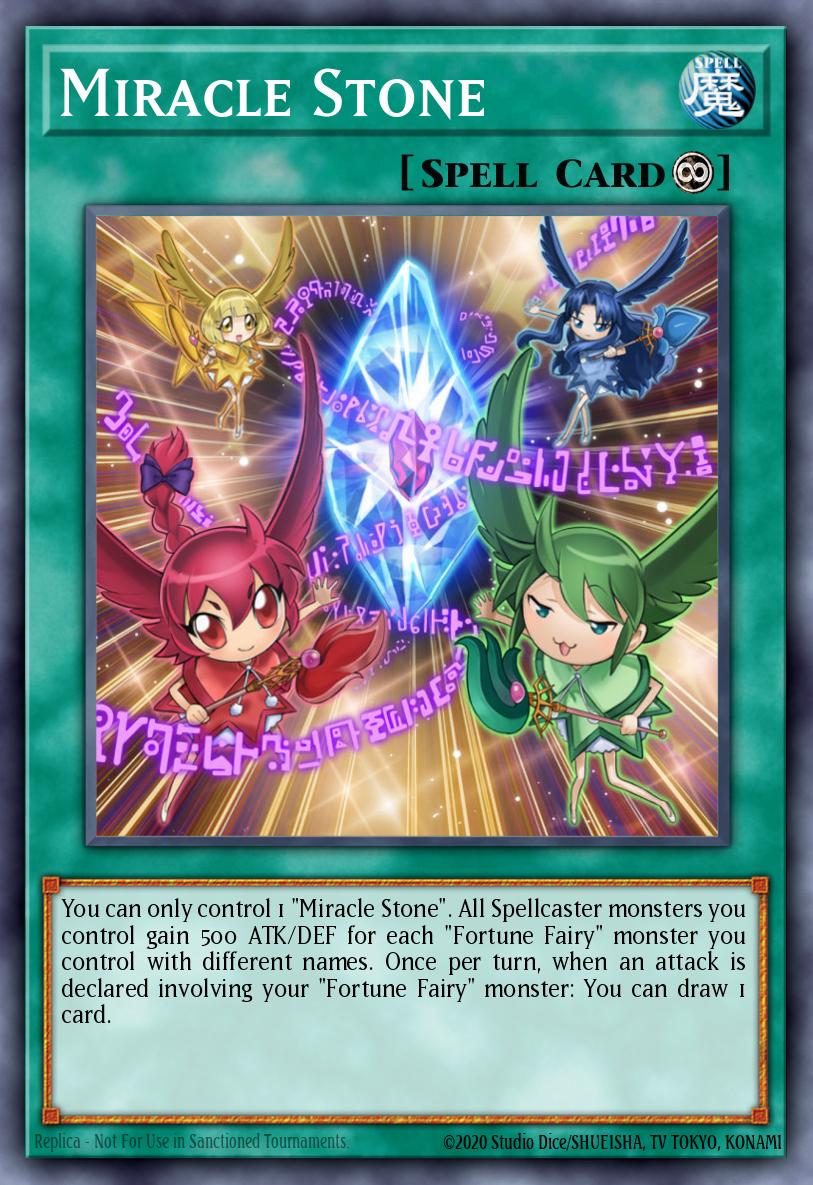 Miracle Stone
SPELL
魔
[Spell Card]
You can only control 1 "Miracle Stone". All Spellcaster monsters you
control gain 500 ATK/DEF for each "Fortune Fairy" monster you
control with different names. Once per turn, when an attack is
declared involving your "Fortune Fairy" monster: You can draw 1
card.
Replica - Not For Use in Sanctioned Tournaments.
©2020 Studio Dice/SHUEISHA, TV TOKYO, KONAMI